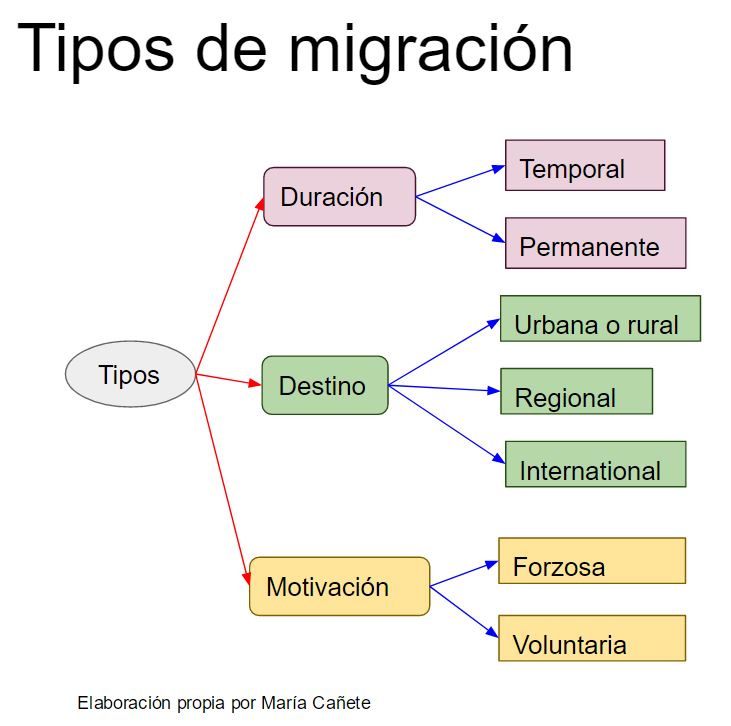 Tipos de migración
Tipos
Duración
Temporal
Permanente
Destino
Urbana o rural
Regional
International
Motivación
Forzosa
Voluntaria
Elaboración propia por María Cañete